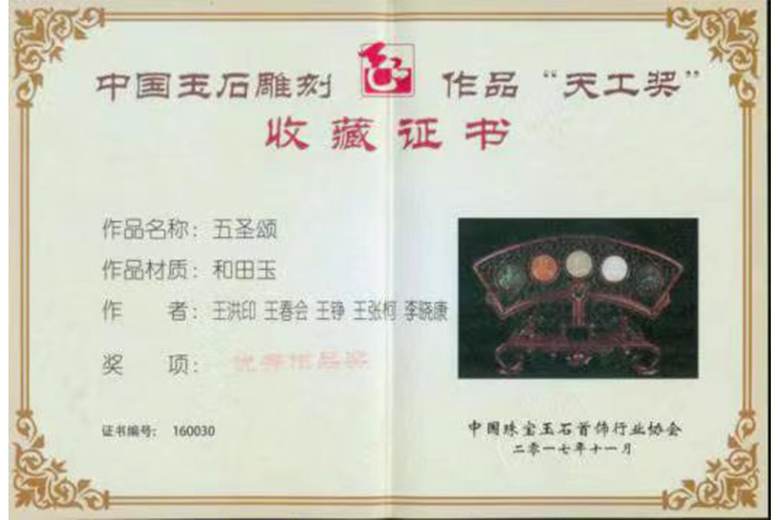 中国玉石雕刻 作品“天工奖”
收藏证书
作品名称：五圣颂
作品材质：和田玉
作 者：王洪印 王春会 王铮 王张柯 李晓康
奖 项：优秀作品奖
证书编号：160030
中国珠宝玉石首饰行业协会
二〇一七年十一月